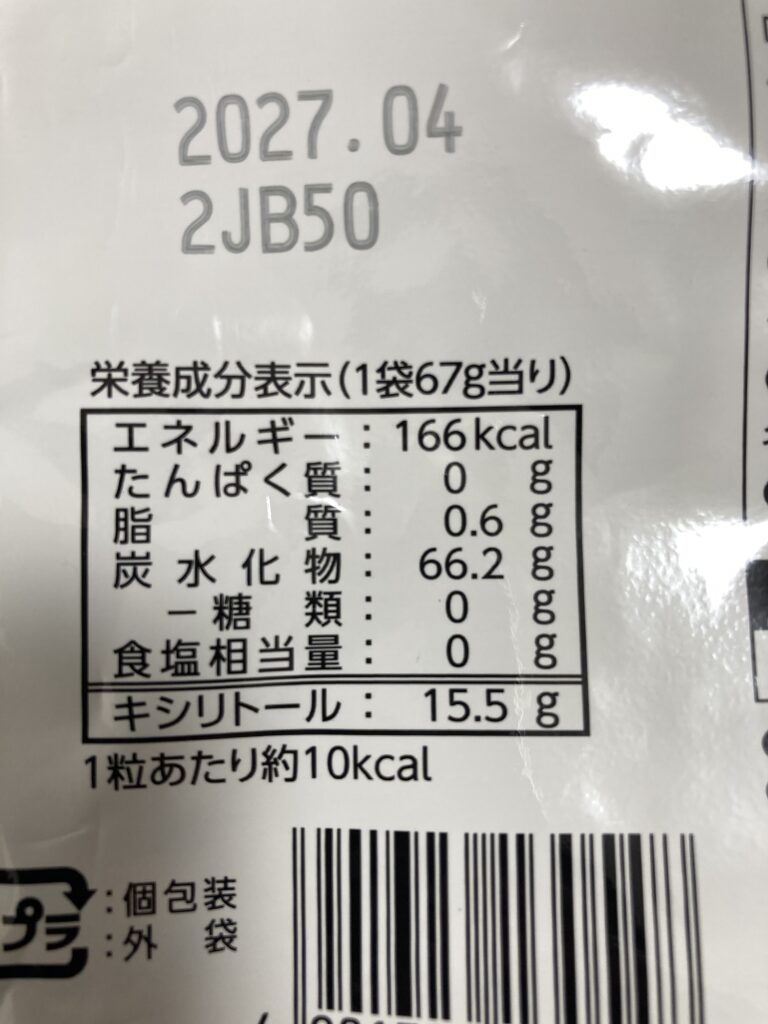 2027.04
2JB50
栄養成分表示(1袋67g当り)
エネルギー：166kcal
たんぱく質：0 g
脂質：0.6 g
炭水化物：66.2 g
－糖類：0 g
食塩相当量：0 g
キシリトール：15.5 g
1粒あたり約10kcal
プラ
：個包装
：外袋